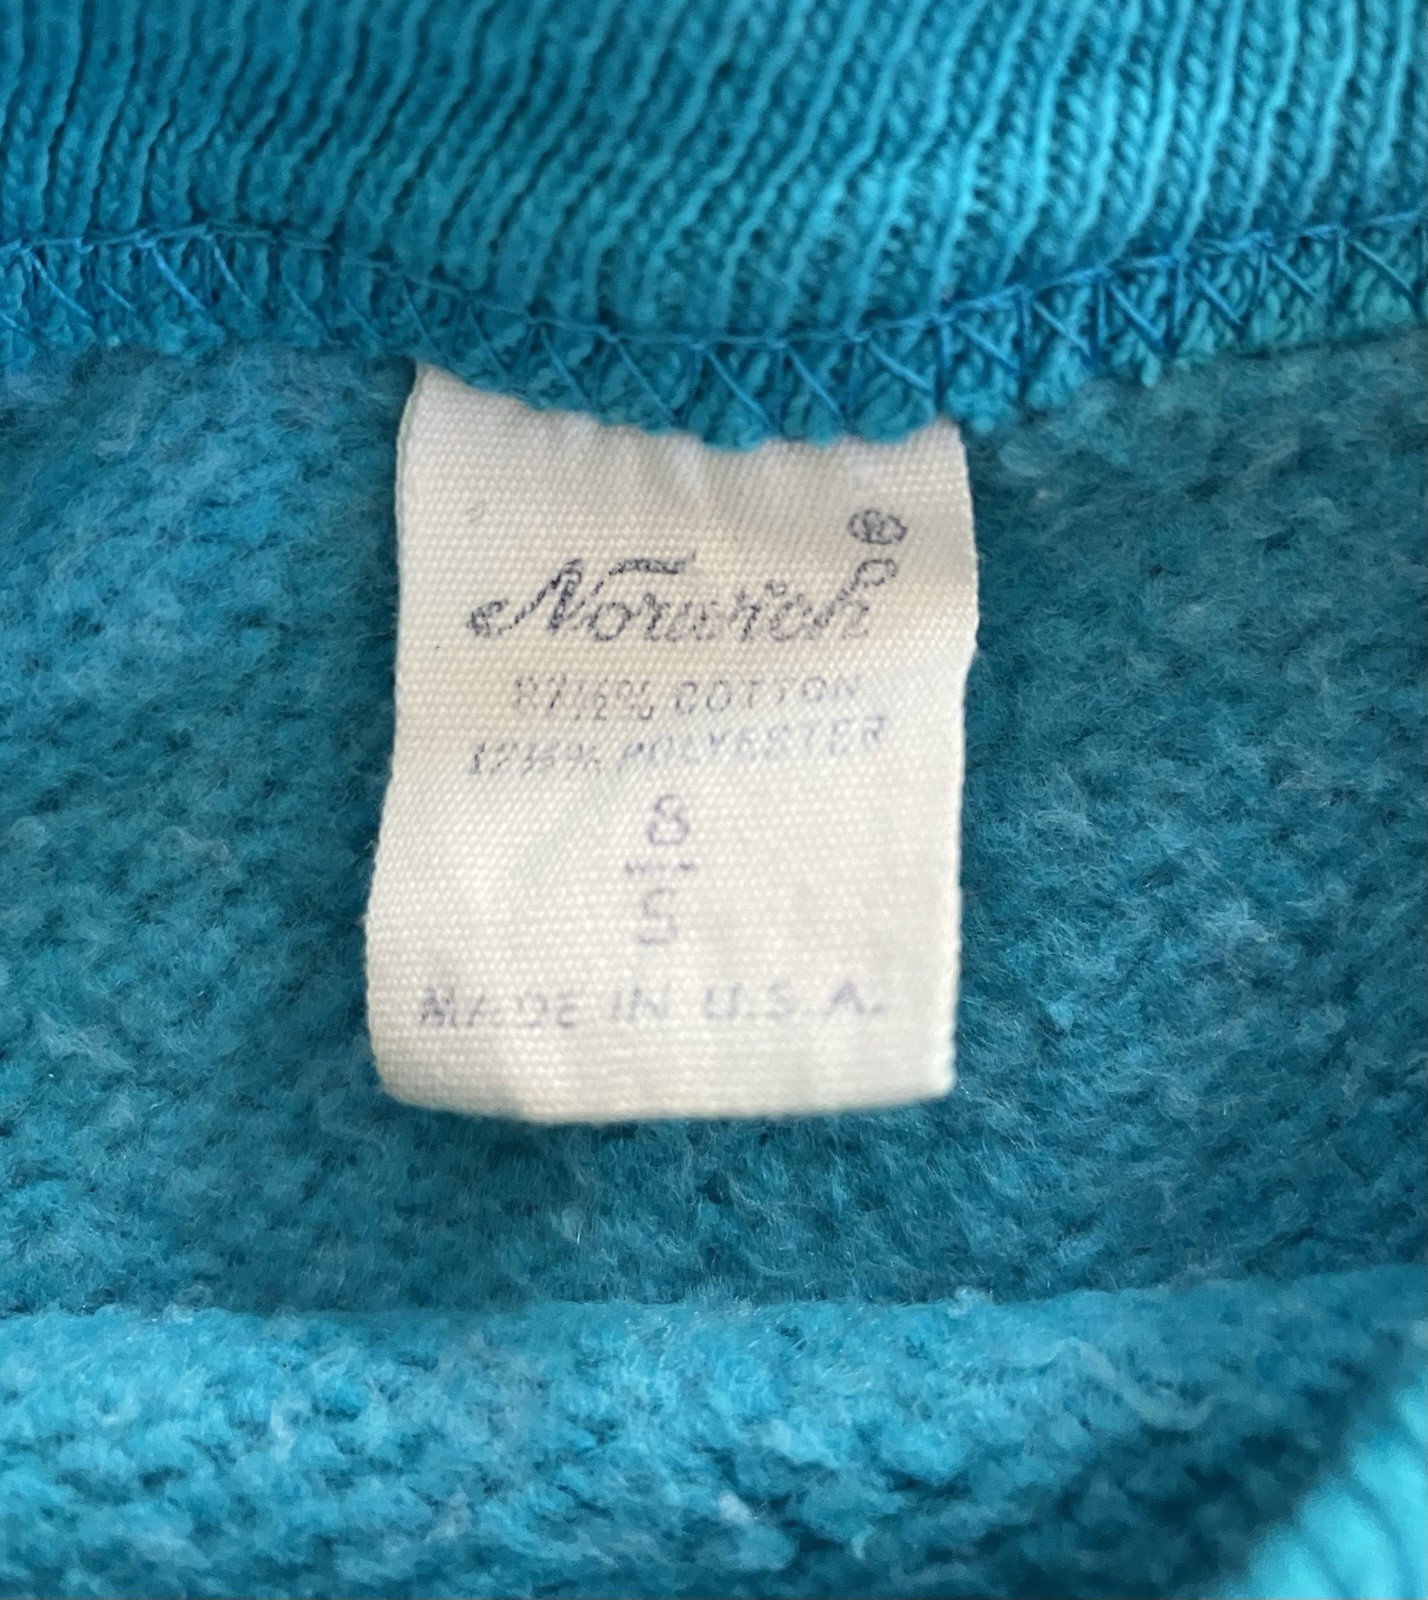 Norwich®
87½% COTTON
12½% POLYESTER
8
S
MADE IN U.S.A.